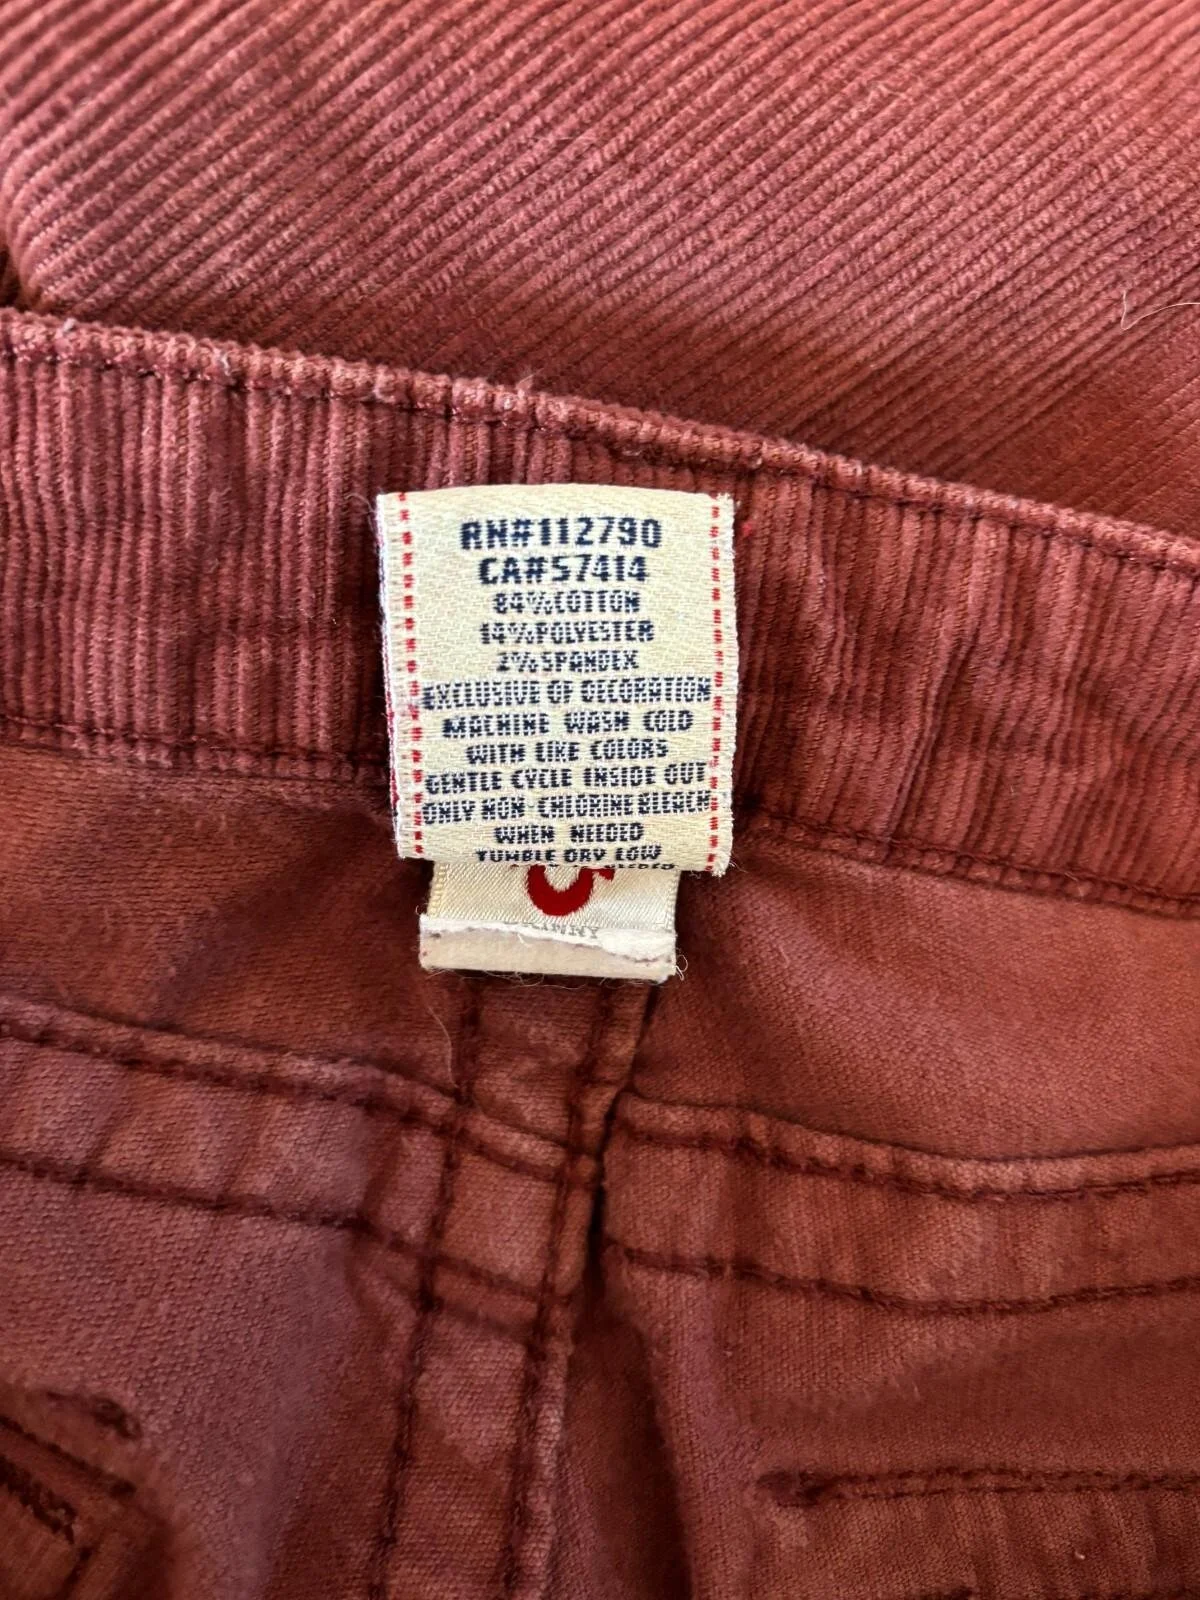 RN#112790
CA#57414
84%COTTON
14%POLYESTER
2%SPANDEX
EXCLUSIVE OF DECORATION
MACHINE WASH COLD
WITH LIKE COLORS
GENTLE CYCLE INSIDE OUT
ONLY NON-CHLORINE BLEACH
WHEN NEEDED
TUMBLE DRY LOW